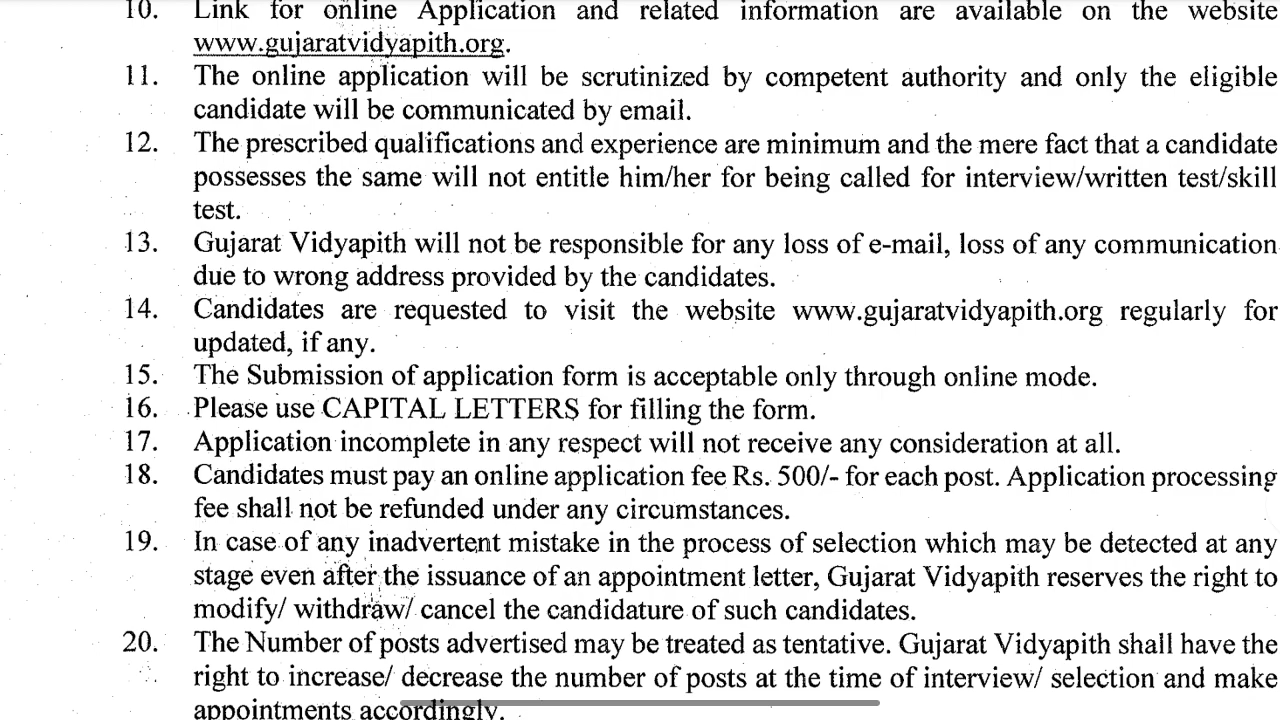 10. Link for online Application and related information are available on the website
www.gujaratvidyapith.org.
11. The online application will be scrutinized by competent authority and only the eligible
candidate will be communicated by email.
12. The prescribed qualifications and experience are minimum and the mere fact that a candidate
possesses the same will not entitle him/her for being called for interview/written test/skill
test.
13. Gujarat Vidyapith will not be responsible for any loss of e-mail, loss of any communication
due to wrong address provided by the candidates.
14. Candidates are requested to visit the website www.gujaratvidyapith.org regularly for
updated, if any.
15. The Submission of application form is acceptable only through online mode.
16. Please use CAPITAL LETTERS for filling the form.
17. Application incomplete in any respect will not receive any consideration at all.
18. Candidates must pay an online application fee Rs. 500/- for each post. Application processing
fee shall not be refunded under any circumstances.
19. In case of any inadvertent mistake in the process of selection which may be detected at any
stage even after the issuance of an appointment letter, Gujarat Vidyapith reserves the right to
modify/ withdraw/ cancel the candidature of such candidates.
20. The Number of posts advertised may be treated as tentative. Gujarat Vidyapith shall have the
right to increase/ decrease the number of posts at the time of interview/ selection and make
appointments accordingly.